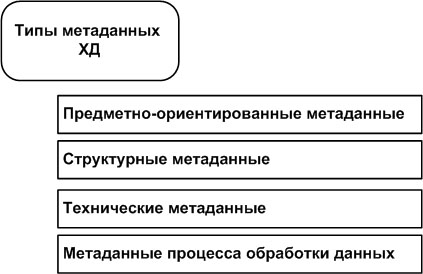 Типы метаданных
ХД
Предметно-ориентированные метаданные
Структурные метаданные
Технические метаданные
Метаданные процесса обработки данных